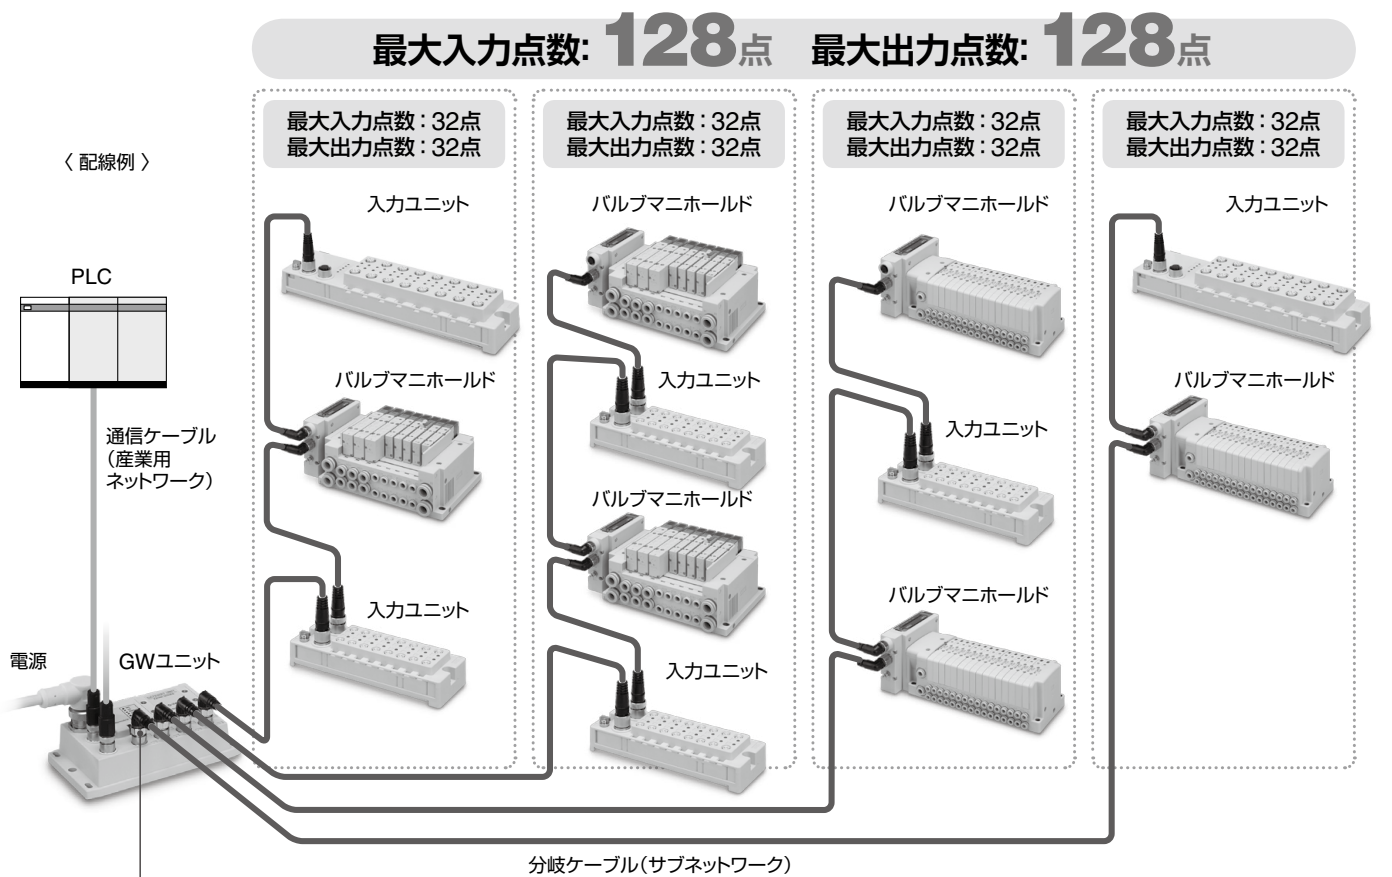 最大入力点数: 128点 最大出力点数: 128点
〈 配線例 〉
PLC
通信ケーブル
(産業用
ネットワーク)
電源
GWユニット
最大入力点数：32点
最大出力点数：32点
入力ユニット
バルブマニホールド
入力ユニット
最大入力点数：32点
最大出力点数：32点
バルブマニホールド
入力ユニット
バルブマニホールド
入力ユニット
最大入力点数：32点
最大出力点数：32点
バルブマニホールド
入力ユニット
バルブマニホールド
最大入力点数：32点
最大出力点数：32点
入力ユニット
バルブマニホールド
分岐ケーブル(サブネットワーク)